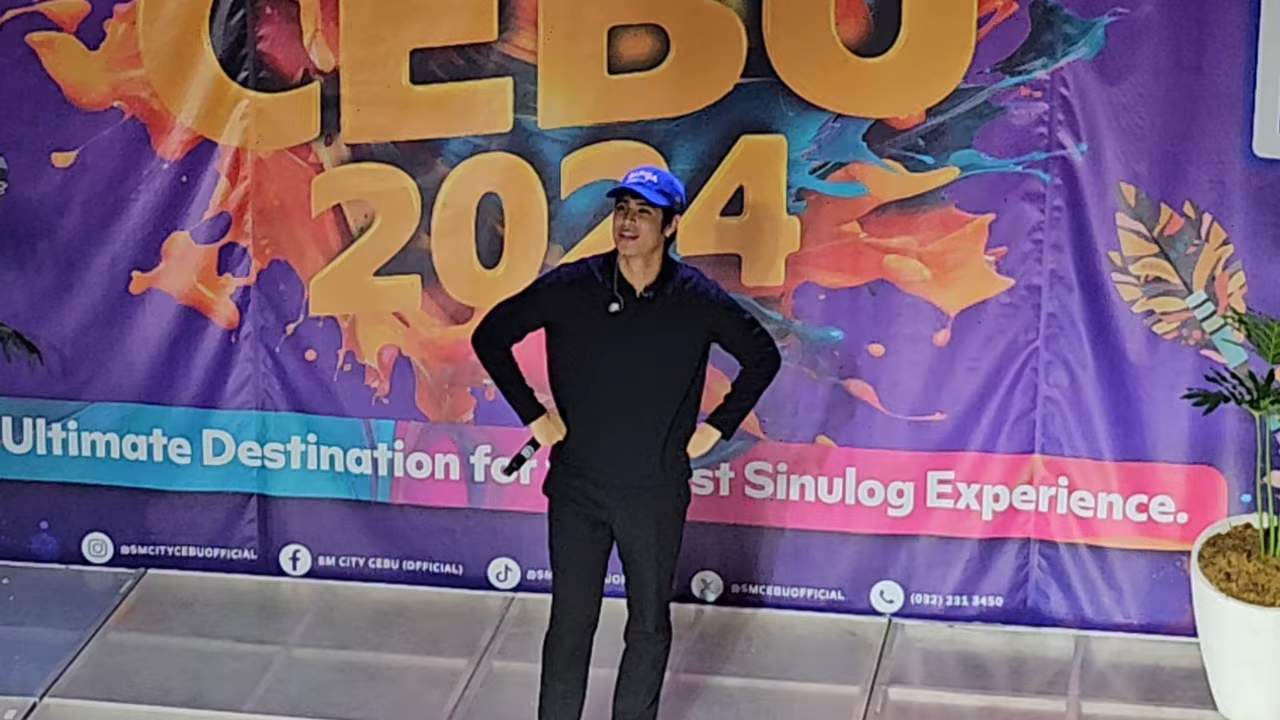 CEBU
2024
Ultimate Destination for st Sinulog Experience.
@SMCITYCEBUOFFICIAL
SM CITY CEBU (OFFICIAL)
@SMCEBUOFFICIAL
(032) 231 3450